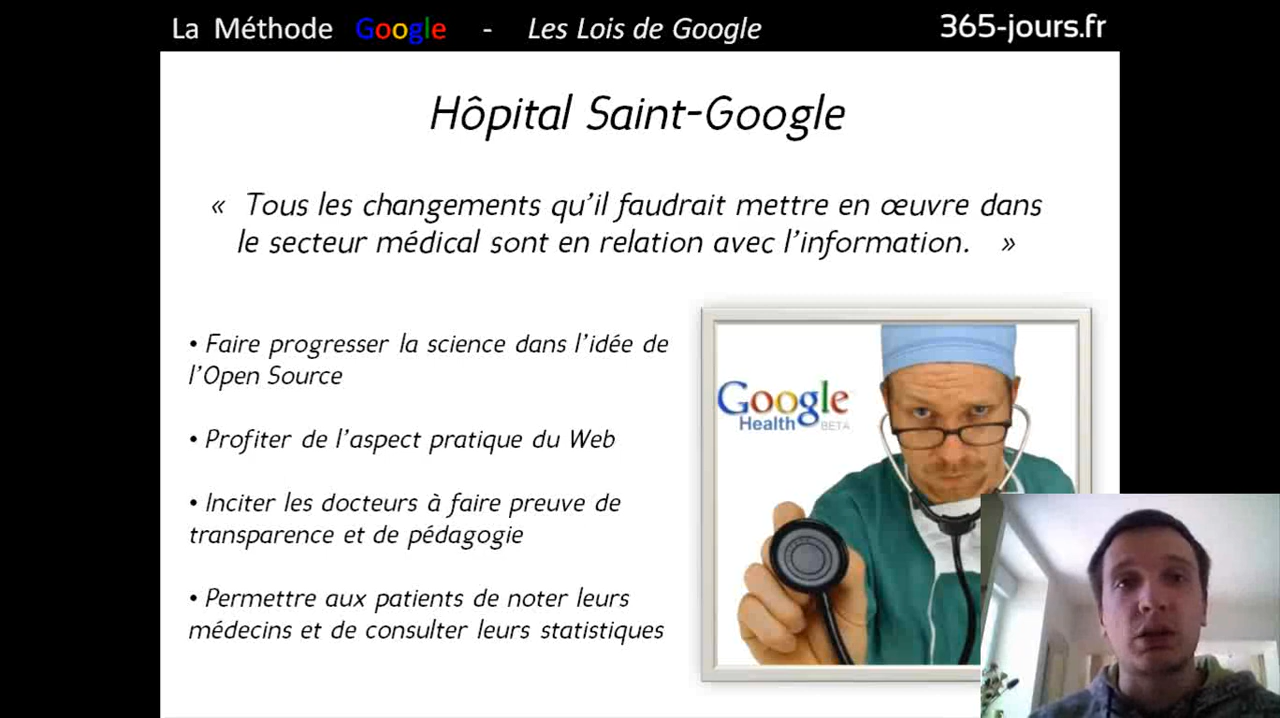 La Méthode Google - Les Lois de Google
365-jours.fr
Hôpital Saint-Google
« Tous les changements qu'il faudrait mettre en œuvre dans
le secteur médical sont en relation avec l'information. »
• Faire progresser la science dans l'idée de
l'Open Source
• Profiter de l'aspect pratique du Web
• Inciter les docteurs à faire preuve de
transparence et de pédagogie
• Permettre aux patients de noter leurs
médecins et de consulter leurs statistiques
Google
Health BETA